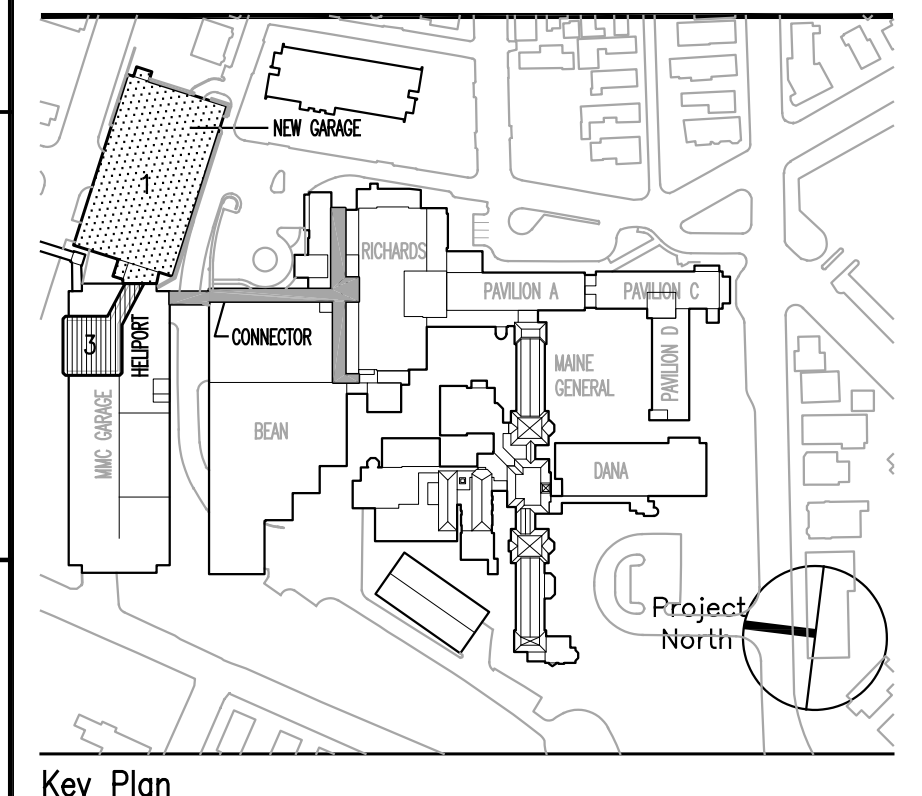 NEW GARAGE
1
RICHARDS
PAVILION A
PAVILION C
CONNECTOR
HELIPORT
3
MAINE
GENERAL
PAVILION D
MMC GARAGE
BEAN
DANA
Project
North
Key Plan